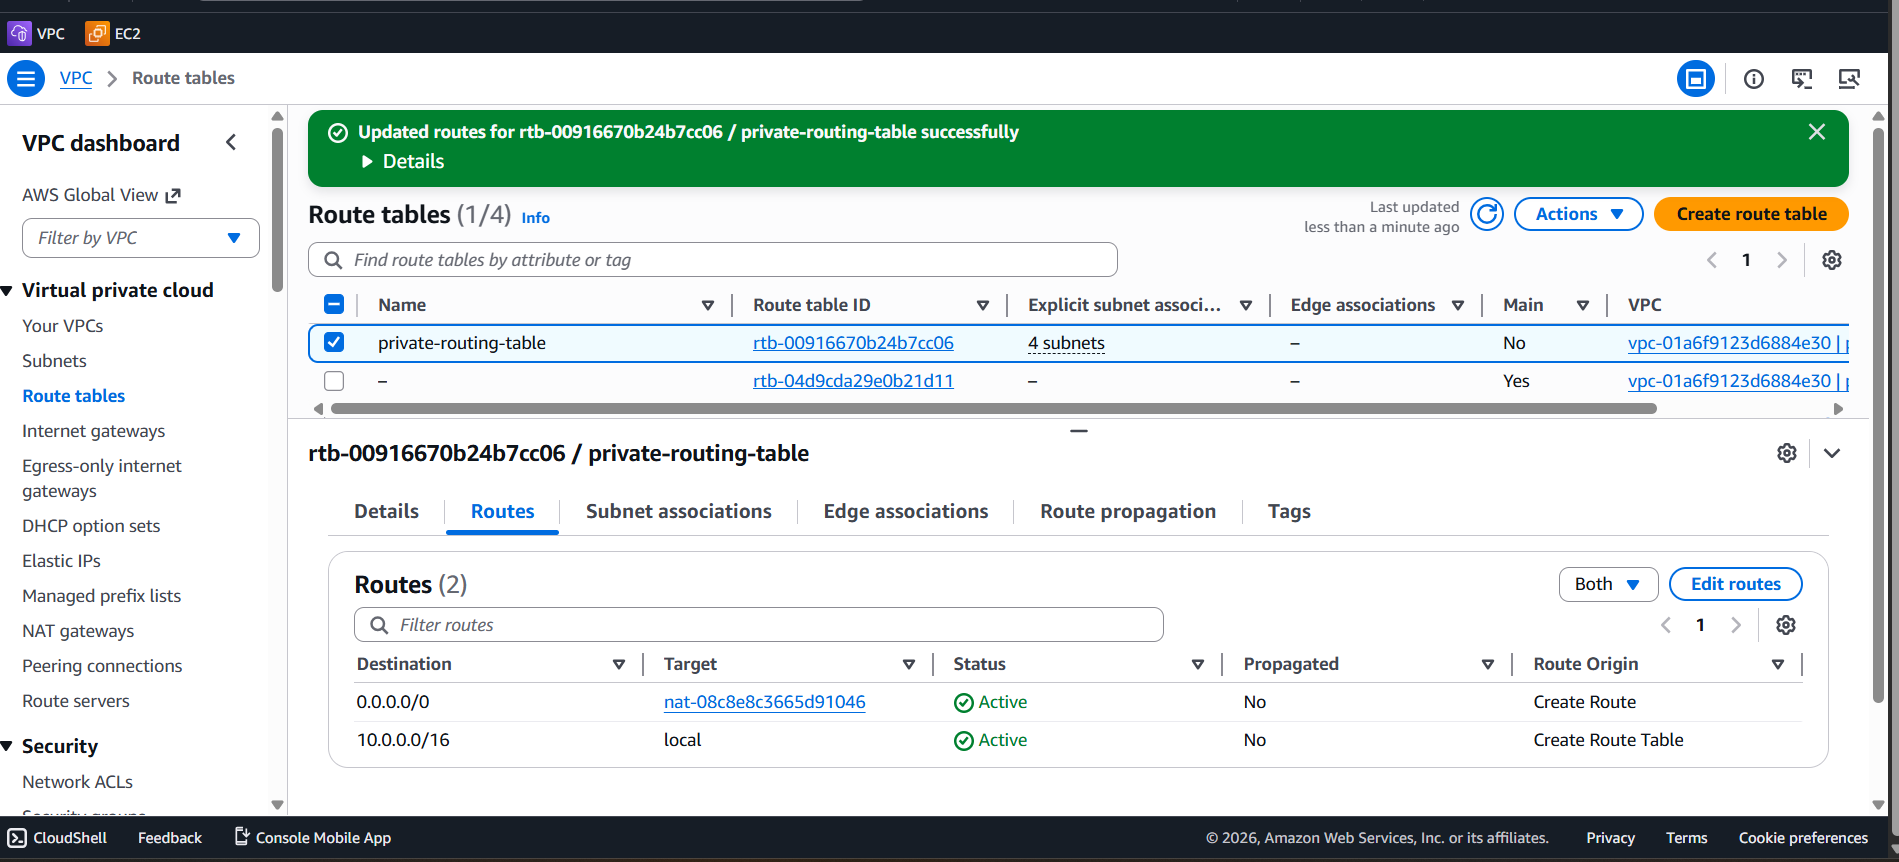 VPC EC2
VPC Route tables
VPC dashboard
AWS Global View
Filter by VPC
Virtual private cloud
Your VPCs
Subnets
Route tables
Internet gateways
Egress-only internet
gateways
DHCP option sets
Elastic IPs
Managed prefix lists
NAT gateways
Peering connections
Route servers
Security
Network ACLs
Updated routes for rtb-00916670b24b7cc06 / private-routing-table successfully
Details
Route tables (1/4) Info
Last updated
less than a minute ago
Actions
Create route table
Find route tables by attribute or tag
1
Name Route table ID Explicit subnet associ... Edge associations Main VPC
private-routing-table rtb-00916670b24b7cc06 4 subnets – No vpc-01a6f9123d6884e30 |
– rtb-04d9cda29e0b21d11 – – Yes vpc-01a6f9123d6884e30 |
rtb-00916670b24b7cc06 / private-routing-table
Details Routes Subnet associations Edge associations Route propagation Tags
Routes (2)
Both
Edit routes
Filter routes
1
Destination Target Status Propagated Route Origin
0.0.0.0/0 nat-08c8e8c3665d91046 Active No Create Route
10.0.0.0/16 local Active No Create Route Table
CloudShell Feedback Console Mobile App © 2026, Amazon Web Services, Inc. or its affiliates. Privacy Terms Cookie preferences